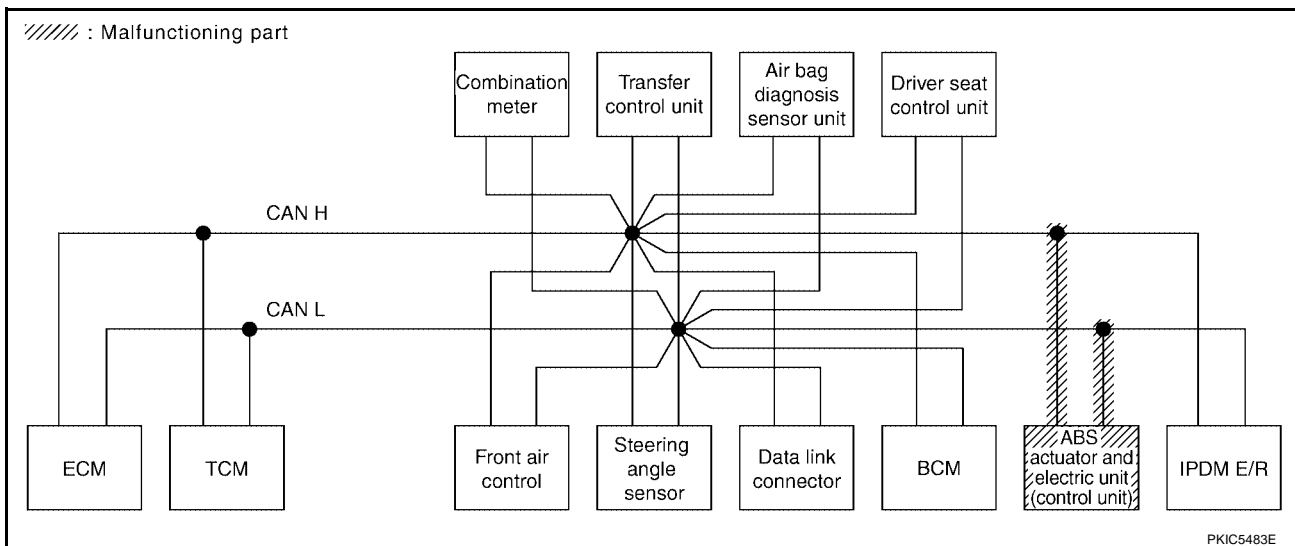 : Malfunctioning part
Combination
meter
Transfer
control unit
Air bag
diagnosis
sensor unit
Driver seat
control unit
CAN H
CAN L
ECM
TCM
Front air
control
Steering
angle
sensor
Data link
connector
BCM
ABS
actuator and
electric unit
(control unit)
IPDM E/R
PKIC5483E